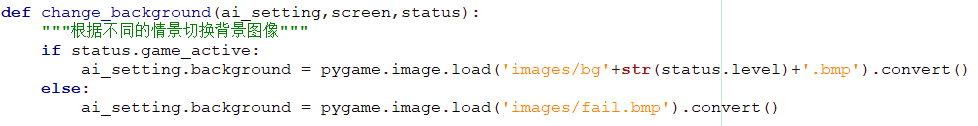 def change_background(ai_setting,screen,status):
    """根据不同的情景切换背景图像"""
    if status.game_active:
        ai_setting.background = pygame.image.load('images/bg'+str(status.level)+'.bmp').convert()
    else:
        ai_setting.background = pygame.image.load('images/fail.bmp').convert()